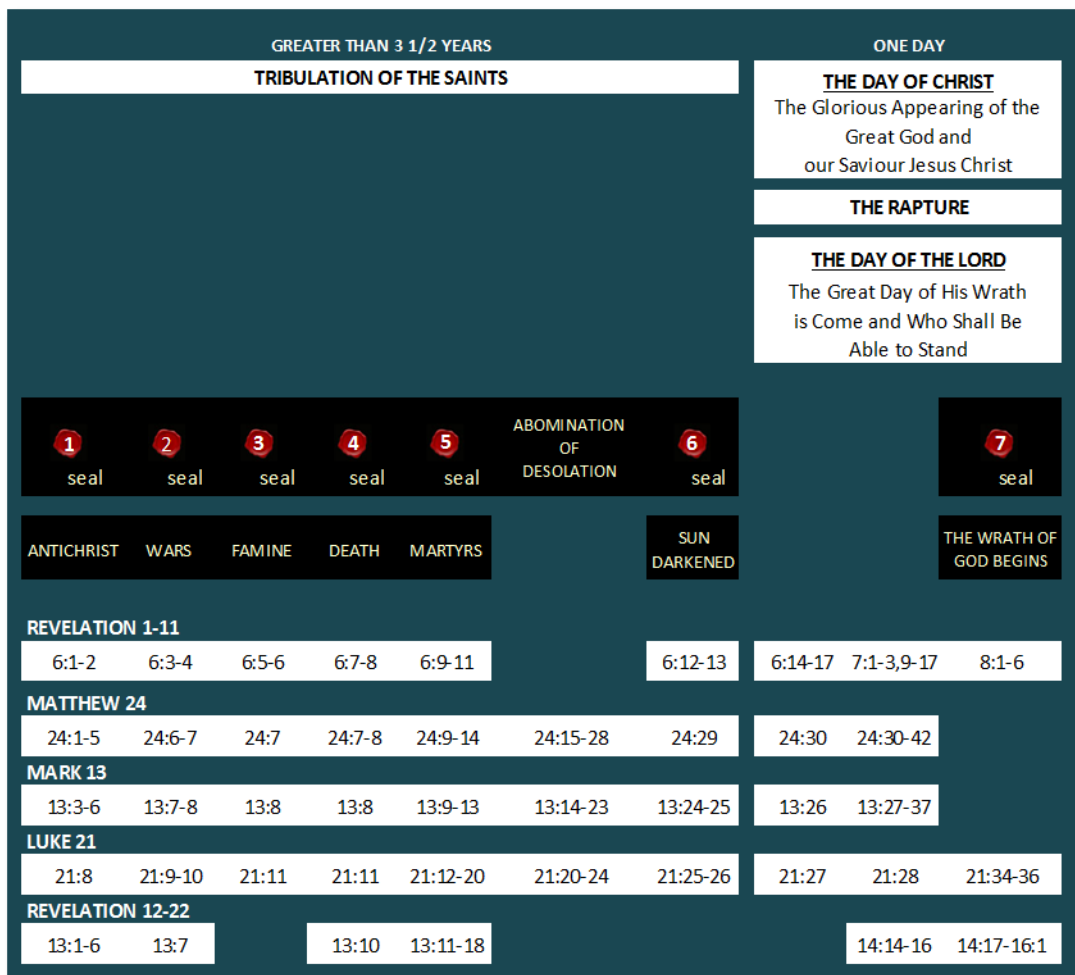 GREATER THAN 3 1/2 YEARS
ONE DAY
TRIBULATION OF THE SAINTS
THE DAY OF CHRIST
The Glorious Appearing of the
Great God and
our Saviour Jesus Christ
THE RAPTURE
THE DAY OF THE LORD
The Great Day of His Wrath
is Come and Who Shall Be
Able to Stand
1 seal
2 seal
3 seal
4 seal
5 seal
ABOMINATION
OF
DESOLATION
6 seal
7 seal
ANTICHRIST
WARS
FAMINE
DEATH
MARTYRS
SUN
DARKENED
THE WRATH OF
GOD BEGINS
REVELATION 1-11
6:1-2 6:3-4 6:5-6 6:7-8 6:9-11 6:12-13 6:14-17 7:1-3,9-17 8:1-6
MATTHEW 24
24:1-5 24:6-7 24:7 24:7-8 24:9-14 24:15-28 24:29 24:30 24:30-42
MARK 13
13:3-6 13:7-8 13:8 13:8 13:9-13 13:14-23 13:24-25 13:26 13:27-37
LUKE 21
21:8 21:9-10 21:11 21:11 21:12-20 21:20-24 21:25-26 21:27 21:28 21:34-36
REVELATION 12-22
13:1-6 13:7 13:10 13:11-18 14:14-16 14:17-16:1